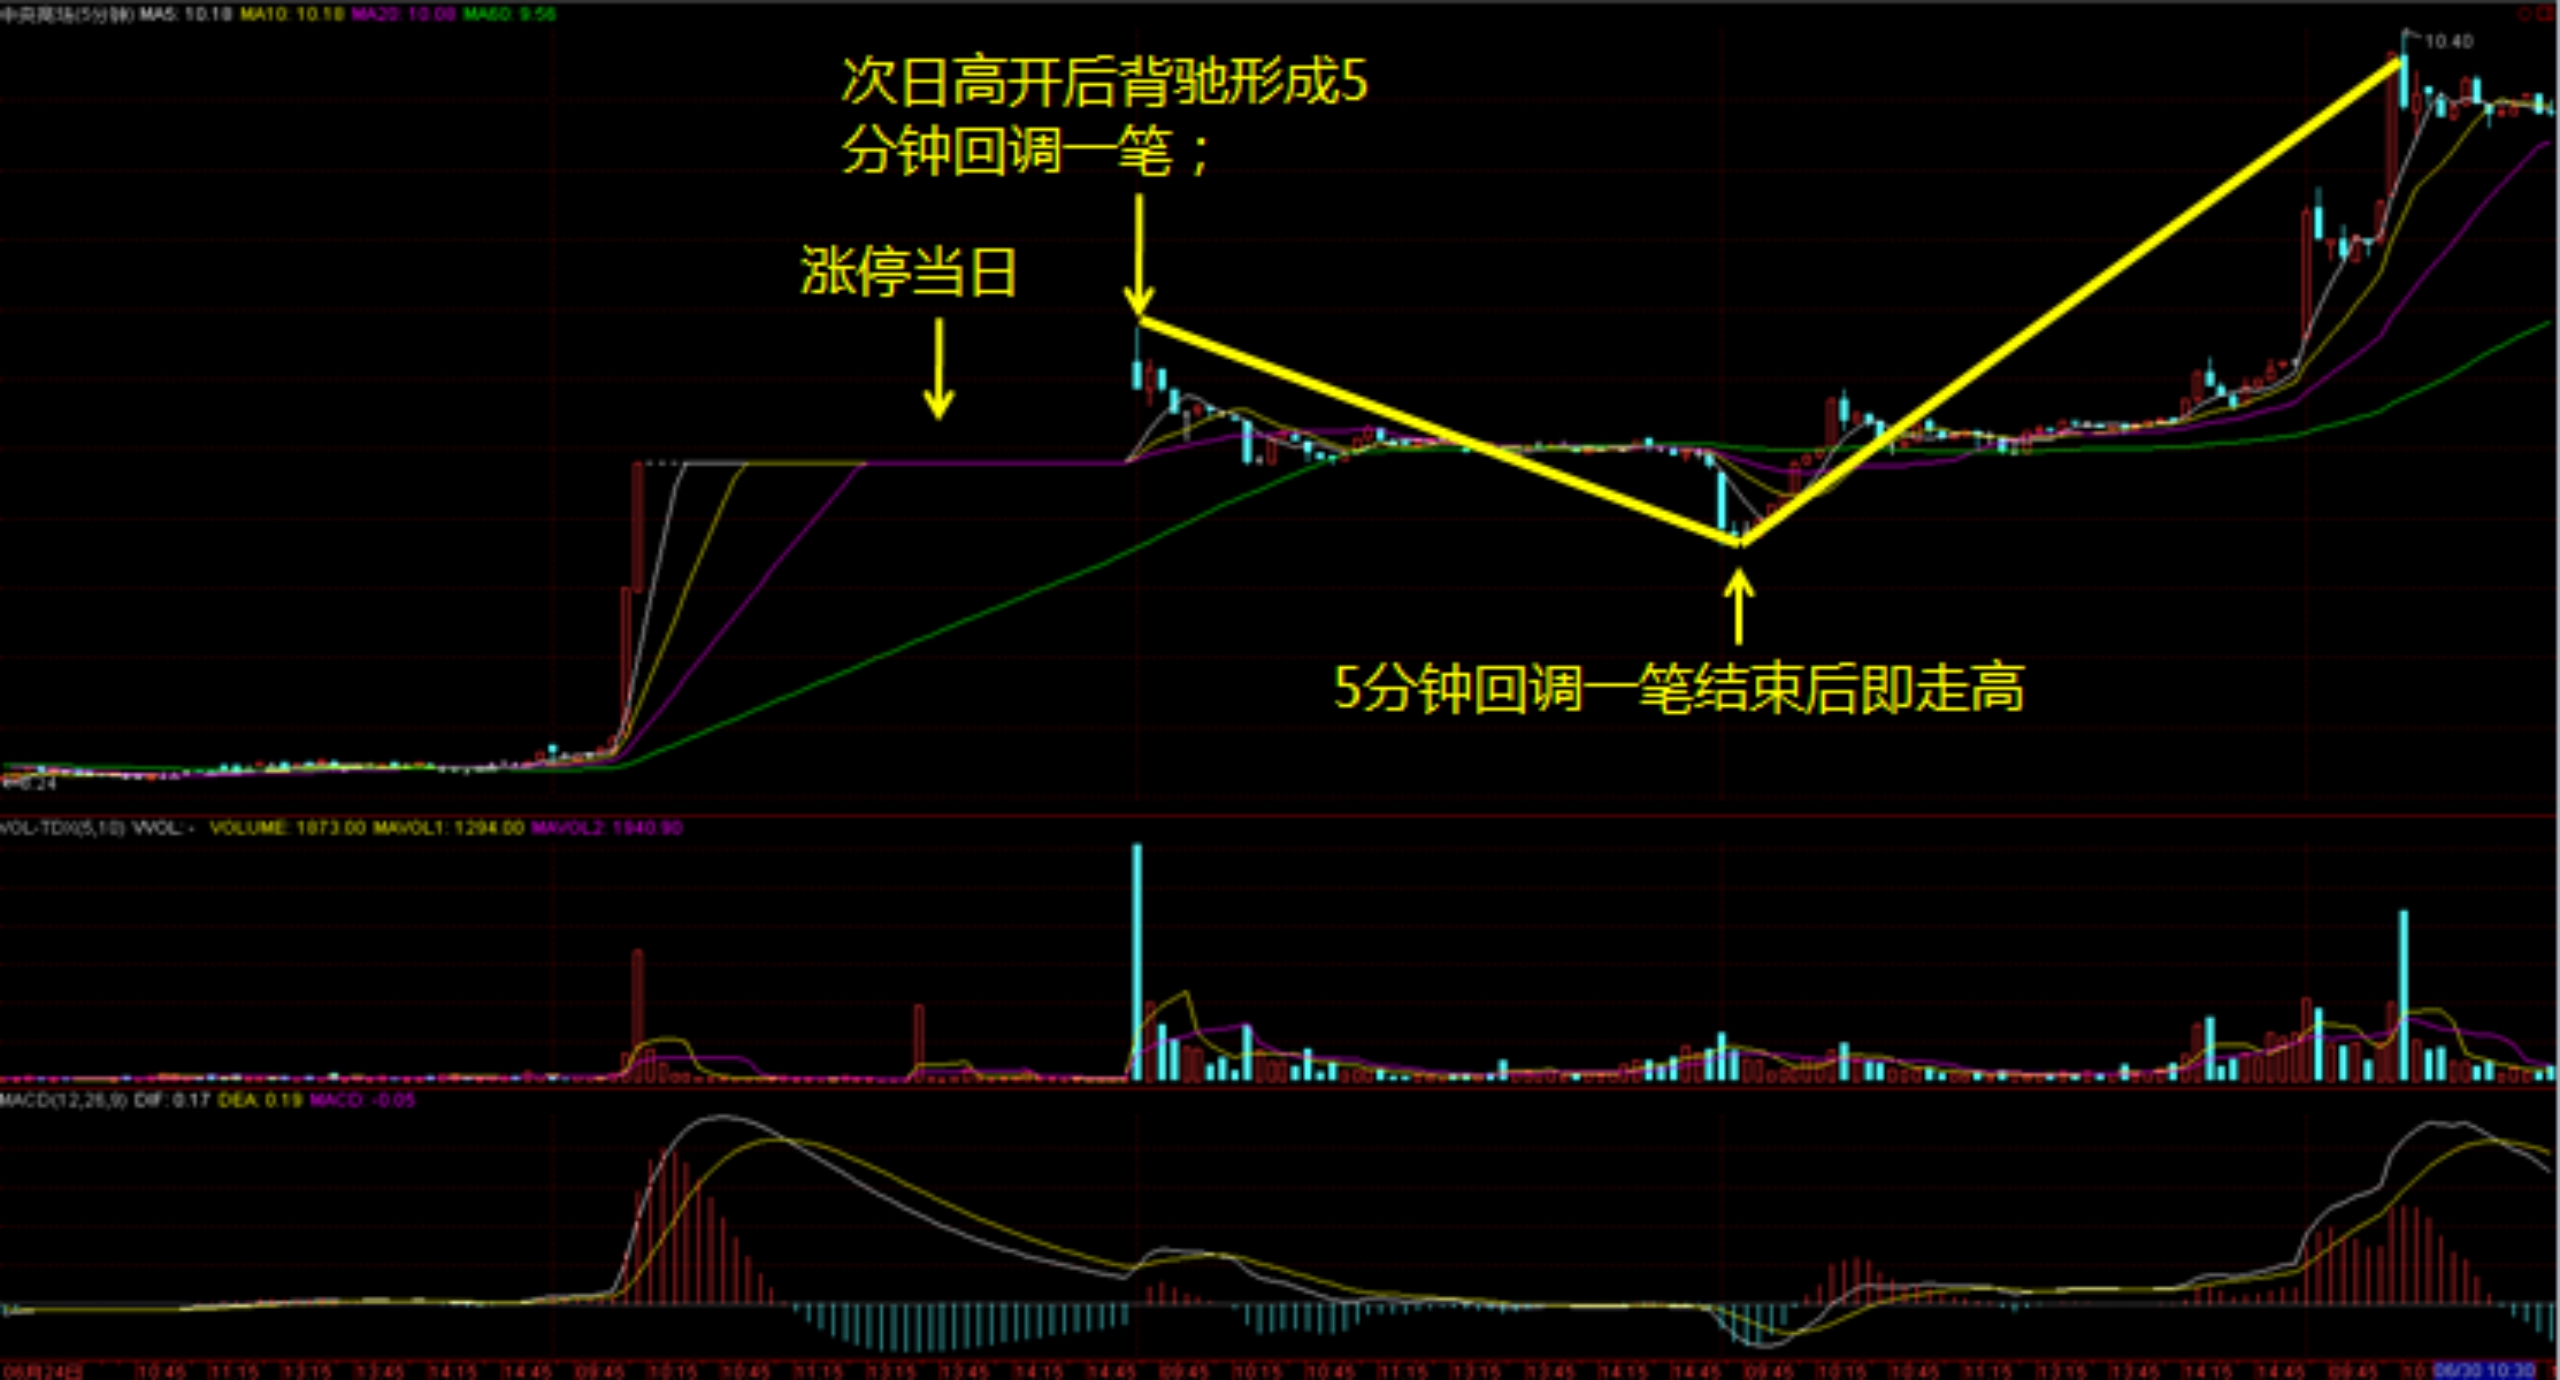 中央商场(5分钟) MA5: 10.18 MA10: 10.18 MA20: 10.08 MA60: 9.56
10.40
次日高开后背驰形成5
分钟回调一笔；
涨停当日
5分钟回调一笔结束后即走高
VOL-TDX(5,10) VVOL: - VOLUME: 1873.00 MAVOL1: 1294.00 MAVOL2: 1940.90
MACD(12,26,9) DIF: 0.17 DEA: 0.19 MACD: -0.05
06月24日 10:45 11:15 13:15 13:45 14:15 14:45 09:45 10:15 10:45 11:15 13:15 13:45 14:15 14:45 09:45 10:15 10:45 11:15 13:15 13:45 14:15 14:45 09:45 10:15 10:45 11:15 13:15 13:45 14:15 14:45 09:45 06/30 10:30